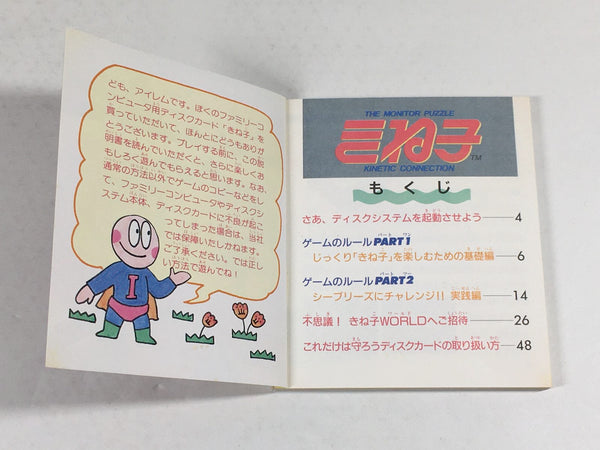 ども、アイレムです。ぼくのファミリーコ
ンピュータ用ディスクカード「きね子」を
買っていただいて、ほんとにどうもありが
とうございます。プレイする前に、この説
明書を読んでいただくと、さらに楽しくお
もしろく遊んでもらえると思います。なお、
通常の方法以外でゲームのコピーなどをし
て、ファミリーコンピュータやディスクシ
ステム本体、ディスクカードに不良が起こ
ってしまった場合は、当社
では保障いたしかねます。
ご了承ください。では正し
い方法で遊んでね！
I
THE MONITOR PUZZLE
きね子
TM
KINETIC CONNECTION
もくじ
さあ、ディスクシステムを起動させよう—4
ゲームのルールPART1
じっくり「きね子」を楽しむための基礎編—6
ゲームのルールPART2
シーブリーズにチャレンジ!! 実践編—14
不思議！ きね子WORLDへご招待—26
これだけは守ろうディスクカードの取り扱い方—48